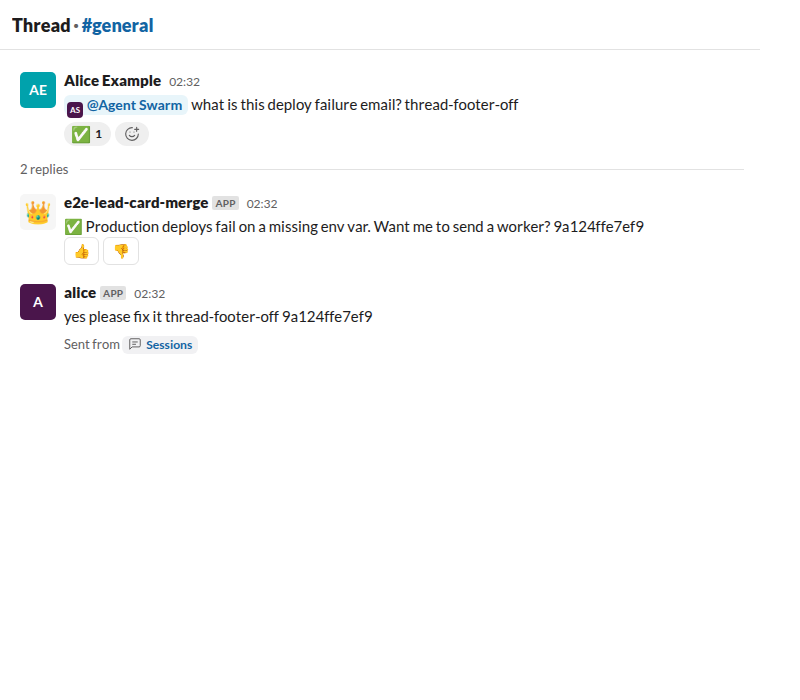 Thread • #general
AE
Alice Example 02:32
AS @Agent Swarm what is this deploy failure email? thread-footer-off
✅ 1
2 replies
e2e-lead-card-merge APP 02:32
✅ Production deploys fail on a missing env var. Want me to send a worker? 9a124ffe7ef9
👍 👎
A
alice APP 02:32
yes please fix it thread-footer-off 9a124ffe7ef9
Sent from Sessions